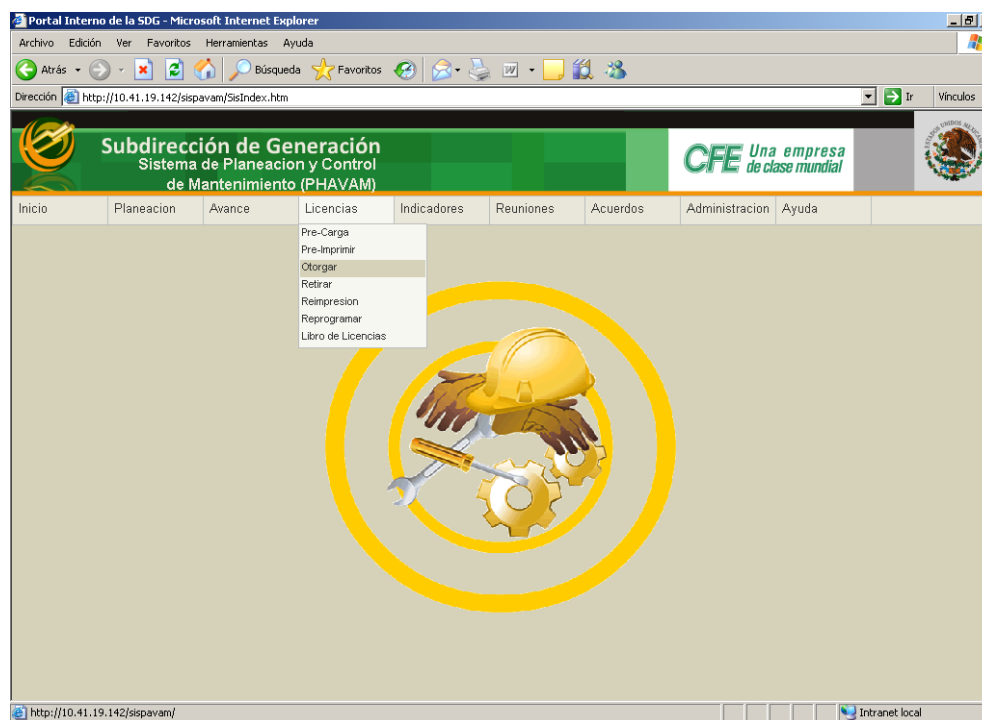 Portal Interno de la SDG - Microsoft Internet Explorer
Archivo Edición Ver Favoritos Herramientas Ayuda
Atrás Búsqueda Favoritos
Dirección http://10.41.19.142/sispavam/SisIndex.htm Ir Vínculos
Subdirección de Generación
Sistema de Planeacion y Control
de Mantenimiento (PHAVAM)
CFE Una empresa
de clase mundial
Inicio Planeacion Avance Licencias Indicadores Reuniones Acuerdos Administracion Ayuda
Pre-Carga
Pre-Imprimir
Otorgar
Retirar
Reimpresion
Reprogramar
Libro de Licencias
http://10.41.19.142/sispavam/ Intranet local